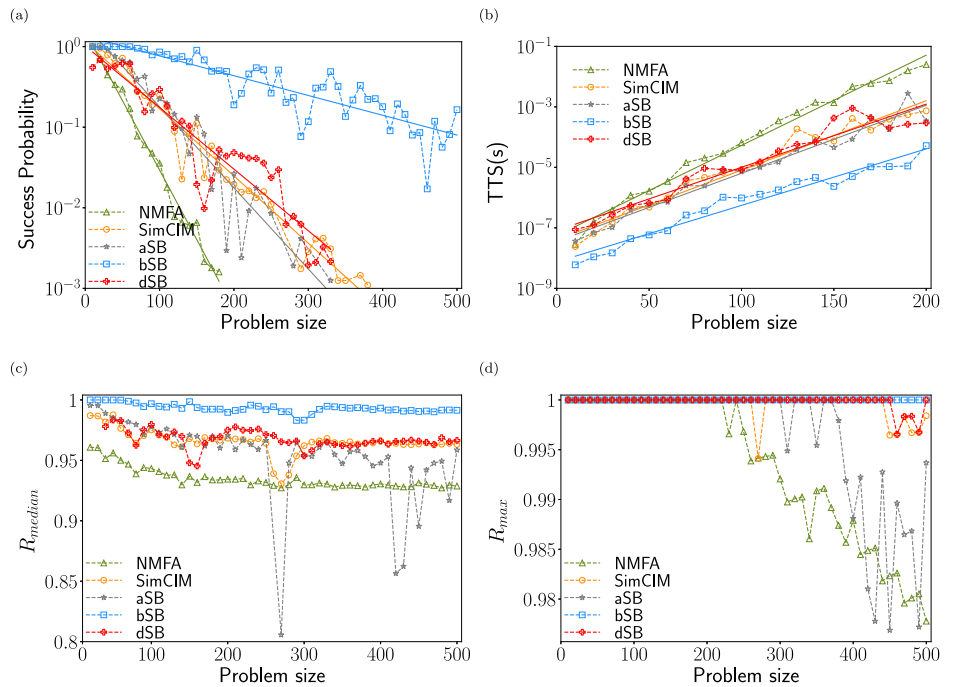 (a)
Success Probability
10⁰
10⁻¹
10⁻²
10⁻³
NMFA
SimCIM
aSB
bSB
dSB
0 100 200 300 400 500
Problem size
(b)
TTS(s)
10⁻¹
10⁻³
10⁻⁵
10⁻⁷
10⁻⁹
NMFA
SimCIM
aSB
bSB
dSB
0 50 100 150 200
Problem size
(c)
R_median
1
0.95
0.9
0.85
0.8
NMFA
SimCIM
aSB
bSB
dSB
0 100 200 300 400 500
Problem size
(d)
R_max
1
0.995
0.99
0.985
0.98
NMFA
SimCIM
aSB
bSB
dSB
0 100 200 300 400 500
Problem size